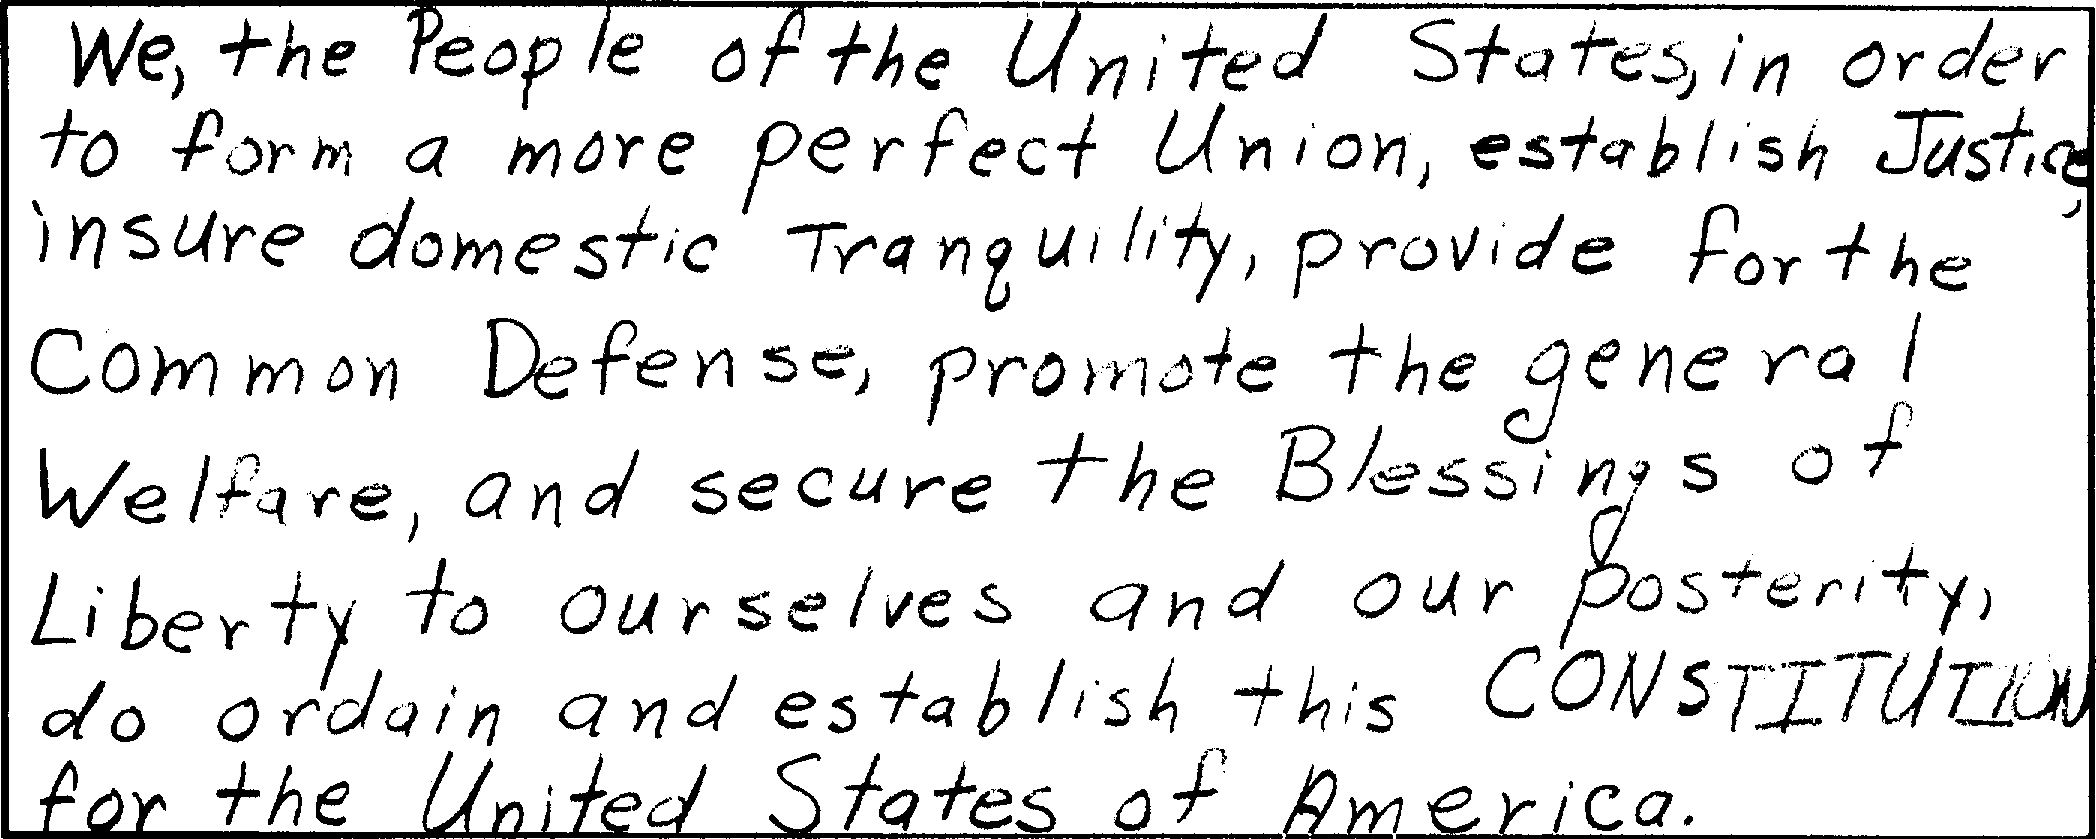 We, the People of the United States, in order
to form a more perfect Union, establish Justice,
insure domestic Tranquility, provide for the
Common Defense, promote the general
Welfare, and secure the Blessings of
Liberty to ourselves and our posterity,
do ordain and establish this CONSTITUTION
for the United States of America.